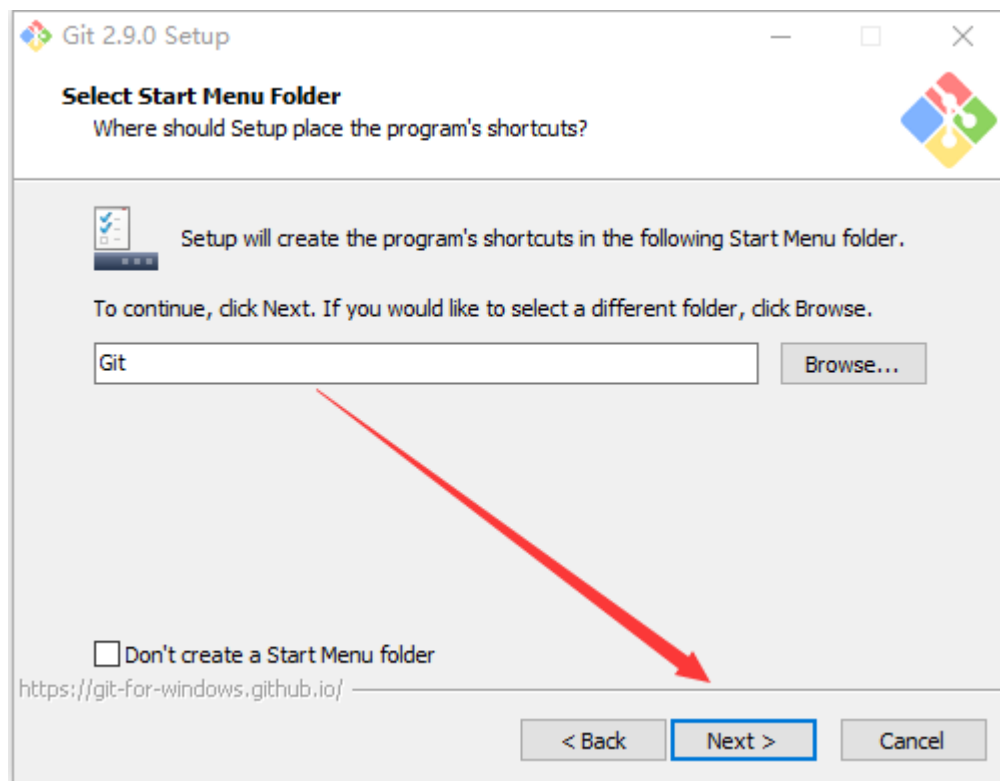 Git 2.9.0 Setup
Select Start Menu Folder
Where should Setup place the program's shortcuts?
Setup will create the program's shortcuts in the following Start Menu folder.
To continue, click Next. If you would like to select a different folder, click Browse.
Git
Browse...
Don't create a Start Menu folder
https://git-for-windows.github.io/
< Back
Next >
Cancel